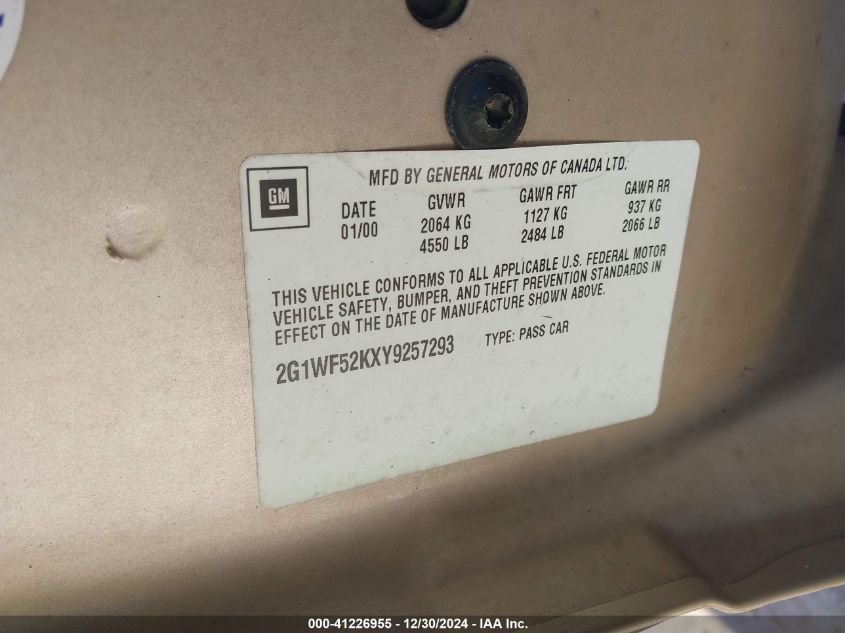 MFD BY GENERAL MOTORS OF CANADA LTD.
GM
DATE GVWR GAWR FRT GAWR RR
01/00 2064 KG 1127 KG 937 KG
4550 LB 2484 LB 2066 LB
THIS VEHICLE CONFORMS TO ALL APPLICABLE U.S. FEDERAL MOTOR
VEHICLE SAFETY, BUMPER, AND THEFT PREVENTION STANDARDS IN
EFFECT ON THE DATE OF MANUFACTURE SHOWN ABOVE.
2G1WF52KXY9257293 TYPE: PASS CAR
000-41226955 - 12/30/2024 - IAA Inc.